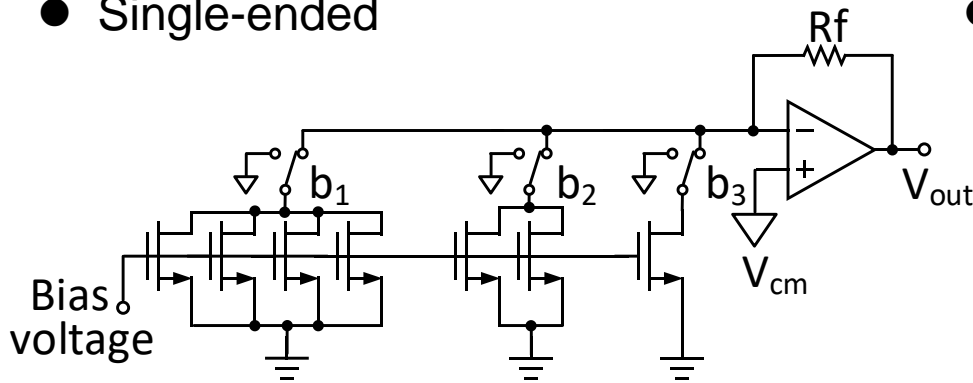 ● Single-ended
Rf
b₁
b₂
b₃
−
+
Vout
Vcm
Bias
voltage